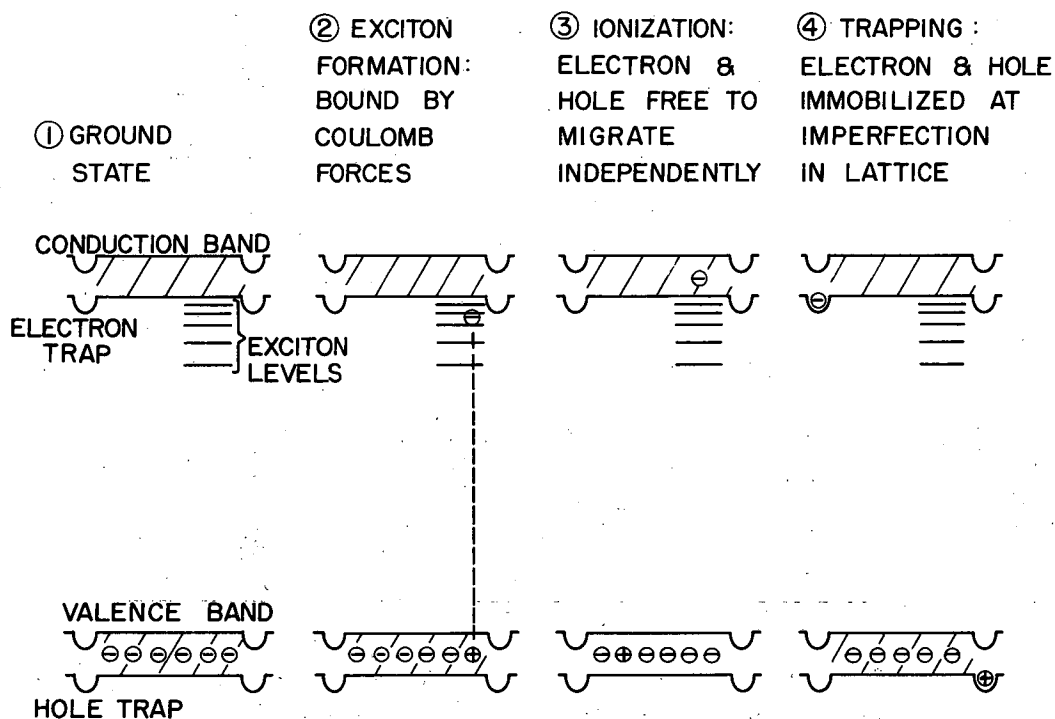 ① GROUND
STATE
② EXCITON
FORMATION:
BOUND BY
COULOMB
FORCES
③ IONIZATION:
ELECTRON &
HOLE FREE TO
MIGRATE
INDEPENDENTLY
④ TRAPPING:
ELECTRON & HOLE
IMMOBILIZED AT
IMPERFECTION
IN LATTICE
CONDUCTION BAND
ELECTRON
TRAP
EXCITON
LEVELS
VALENCE BAND
HOLE TRAP